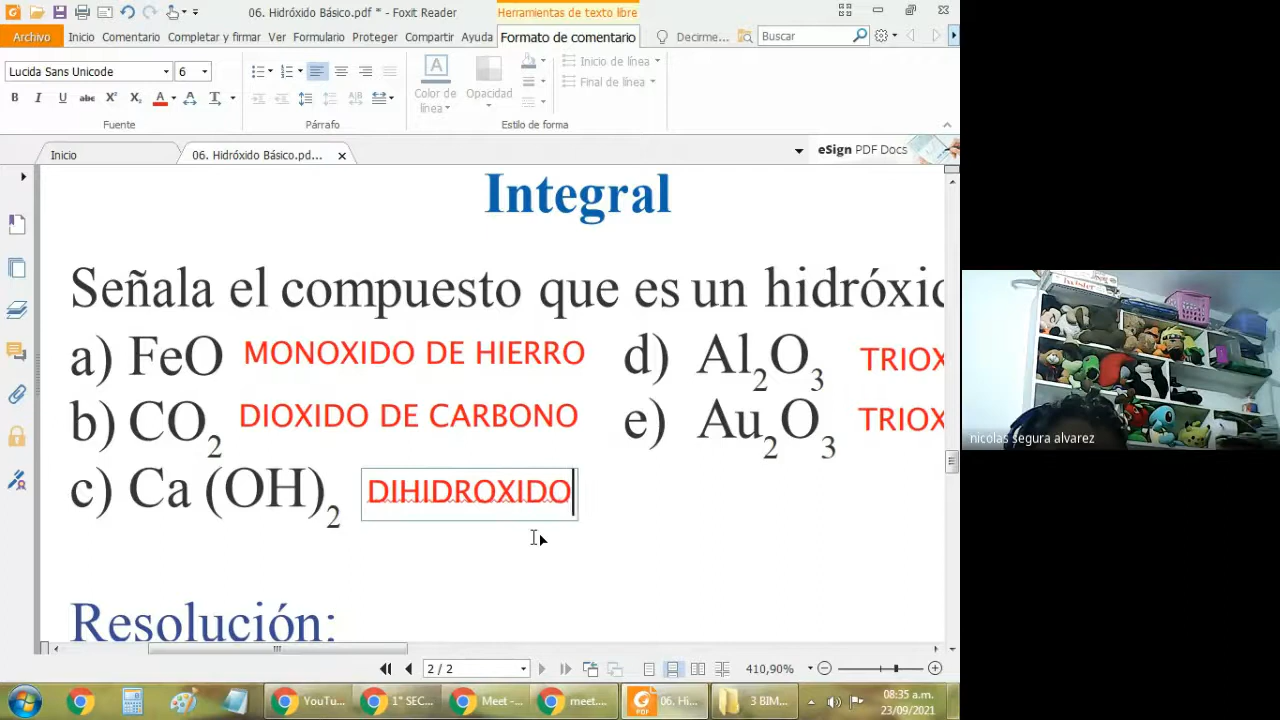 06. Hidróxido Básico.pdf * - Foxit Reader
Herramientas de texto libre
Archivo Inicio Comentario Completar y firmar Ver Formulario Proteger Compartir Ayuda Formato de comentario Decirme... Buscar
Lucida Sans Unicode 6
Color de línea
Opacidad
Inicio de línea
Final de línea
Fuente Párrafo Estilo de forma
Inicio 06. Hidróxido Básico.pd... eSign PDF Docs
Integral
Señala el compuesto que es un hidróxid
a) FeO MONOXIDO DE HIERRO d) Al2O3 TRIOX
b) CO2 DIOXIDO DE CARBONO e) Au2O3 TRIOX
c) Ca (OH)2 DIHIDROXIDO
Resolución:
nicolas segura alvarez
2 / 2 410,90%
YouTu... 1° SEC... Meet -... meet.... 06. Hi... 3 BIM...
08:35 a.m.
23/09/2021